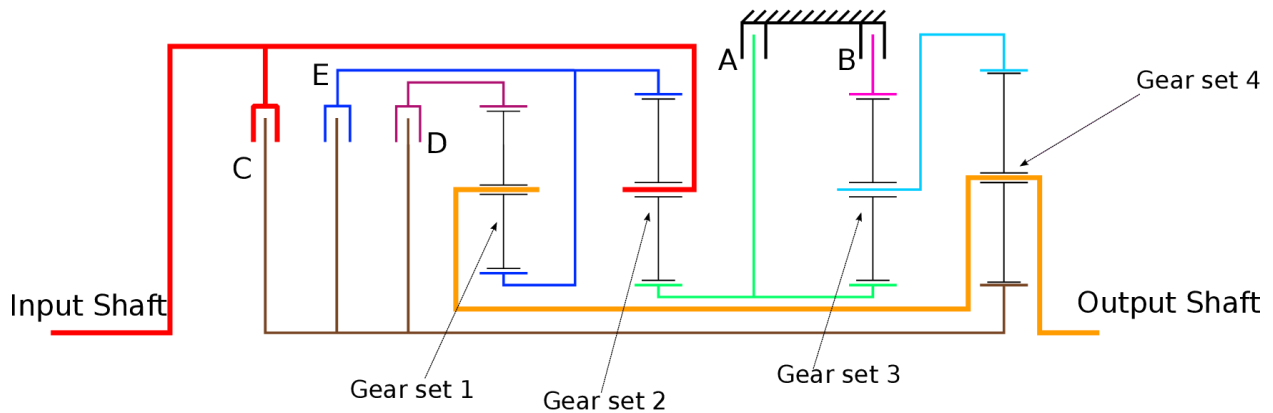 E
A
B
Gear set 4
D
C
Input Shaft
Output Shaft
Gear set 1
Gear set 2
Gear set 3